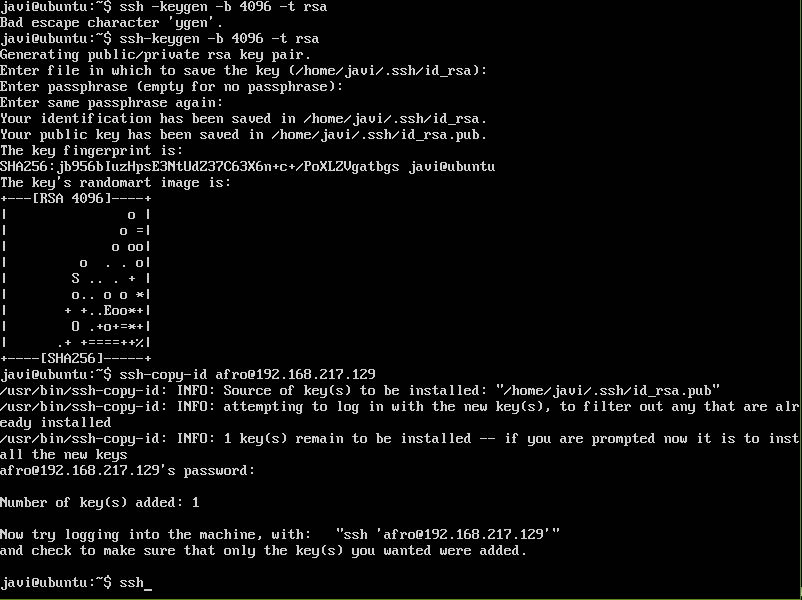 javi@ubuntu:~$ ssh -keygen -b 4096 -t rsa
Bad escape character 'ygen'.
javi@ubuntu:~$ ssh-keygen -b 4096 -t rsa
Generating public/private rsa key pair.
Enter file in which to save the key (/home/javi/.ssh/id_rsa):
Enter passphrase (empty for no passphrase):
Enter same passphrase again:
Your identification has been saved in /home/javi/.ssh/id_rsa.
Your public key has been saved in /home/javi/.ssh/id_rsa.pub.
The key fingerprint is:
SHA256:jb956bIuzHpsE3NtUdZ37C63X6n+c+/PoXLZVgatbgs javi@ubuntu
The key's randomart image is:
+---[RSA 4096]----+
|               o |
|              o =|
|             o oo|
|         o  . . o|
|        S .. . + |
|        o.. o o *|
|       + +..Eoo*+|
|        O .+o+=*+|
|      .+ +====++%|
+----[SHA256]-----+
javi@ubuntu:~$ ssh-copy-id afro@192.168.217.129
/usr/bin/ssh-copy-id: INFO: Source of key(s) to be installed: "/home/javi/.ssh/id_rsa.pub"
/usr/bin/ssh-copy-id: INFO: attempting to log in with the new key(s), to filter out any that are alr
eady installed
/usr/bin/ssh-copy-id: INFO: 1 key(s) remain to be installed -- if you are prompted now it is to inst
all the new keys
afro@192.168.217.129's password:
Number of key(s) added: 1
Now try logging into the machine, with:   "ssh 'afro@192.168.217.129'"
and check to make sure that only the key(s) you wanted were added.
javi@ubuntu:~$ ssh_